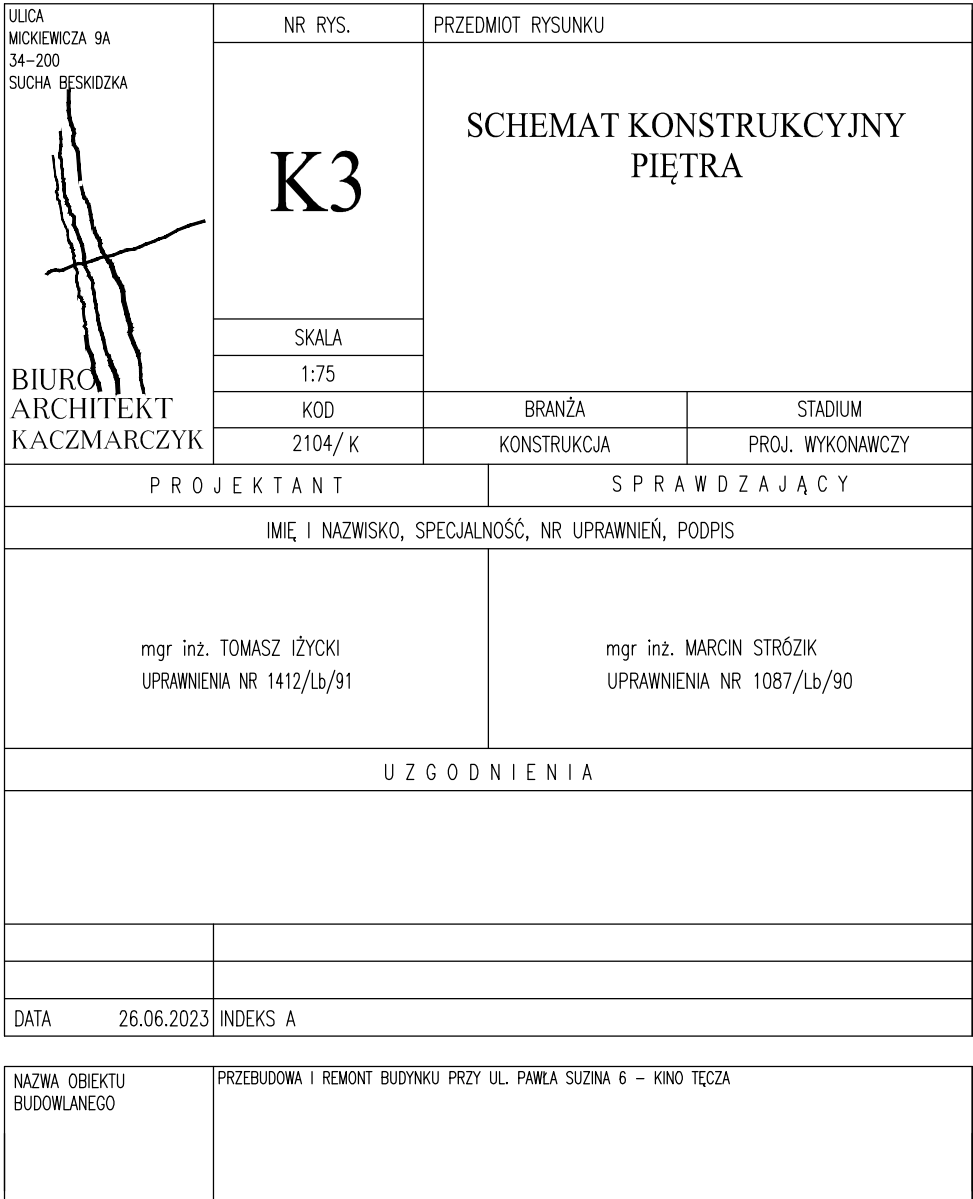 ULICA
MICKIEWICZA 9A
34-200
SUCHA BESKIDZKA
BIURO
ARCHITEKT
KACZMARCZYK
NR RYS.
K3
SKALA
1:75
KOD
2104/ K
PRZEDMIOT RYSUNKU
SCHEMAT KONSTRUKCYJNY
PIĘTRA
BRANŻA
KONSTRUKCJA
STADIUM
PROJ. WYKONAWCZY
P R O J E K T A N T
S P R A W D Z A J Ą C Y
IMIĘ I NAZWISKO, SPECJALNOŚĆ, NR UPRAWNIEŃ, PODPIS
mgr inż. TOMASZ IŻYCKI
UPRAWNIENIA NR 1412/Lb/91
mgr inż. MARCIN STRÓZIK
UPRAWNIENIA NR 1087/Lb/90
U Z G O D N I E N I A
DATA 26.06.2023 INDEKS A
NAZWA OBIEKTU
BUDOWLANEGO
PRZEBUDOWA I REMONT BUDYNKU PRZY UL. PAWŁA SUZINA 6 – KINO TĘCZA